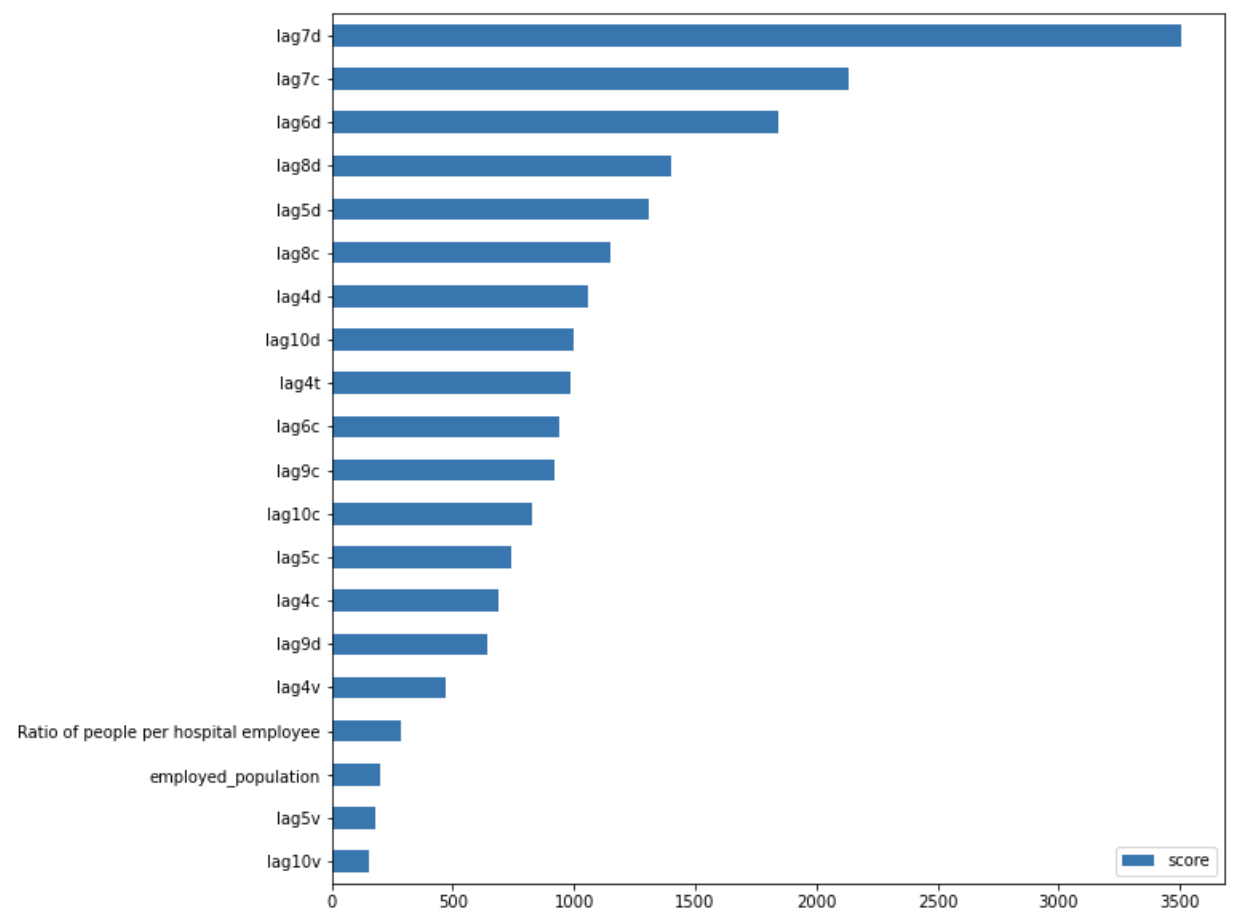 lag7d
lag7c
lag6d
lag8d
lag5d
lag8c
lag4d
lag10d
lag4t
lag6c
lag9c
lag10c
lag5c
lag4c
lag9d
lag4v
Ratio of people per hospital employee
employed_population
lag5v
lag10v
score
0 500 1000 1500 2000 2500 3000 3500